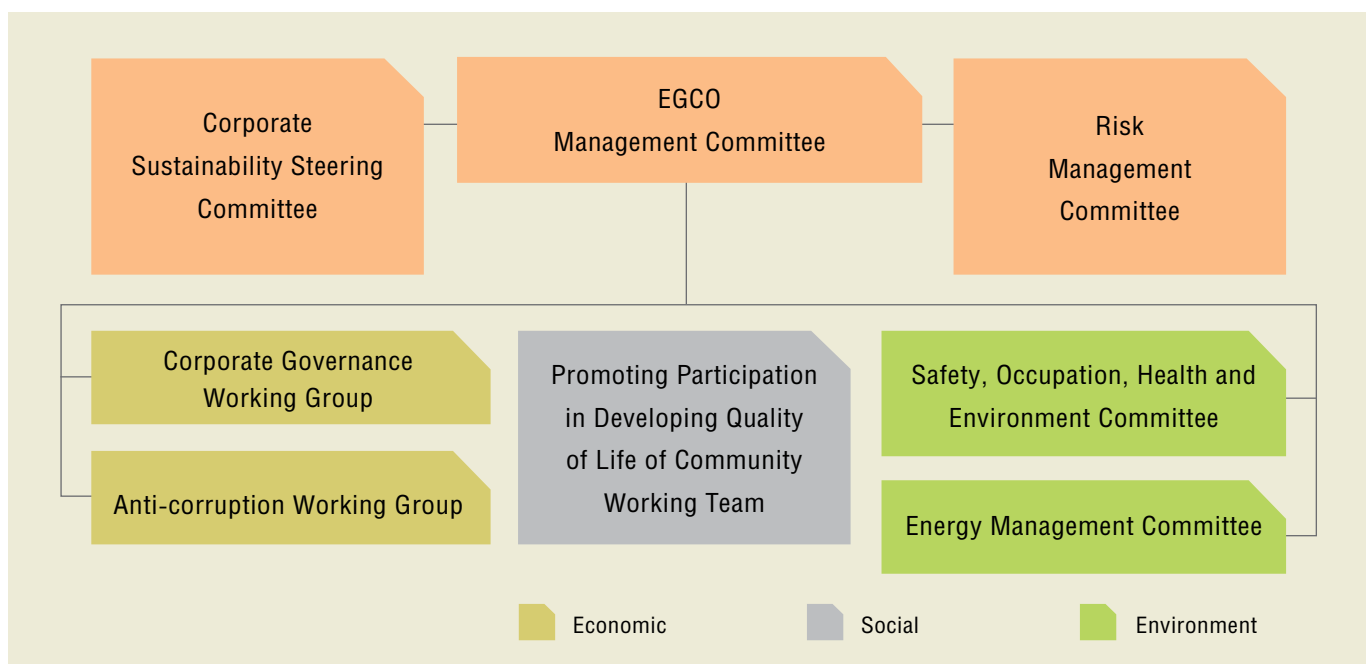 Corporate
Sustainability Steering
Committee
EGCO
Management Committee
Risk
Management
Committee
Corporate Governance
Working Group
Anti-corruption Working Group
Promoting Participation
in Developing Quality
of Life of Community
Working Team
Safety, Occupation, Health and
Environment Committee
Energy Management Committee
Economic
Social
Environment